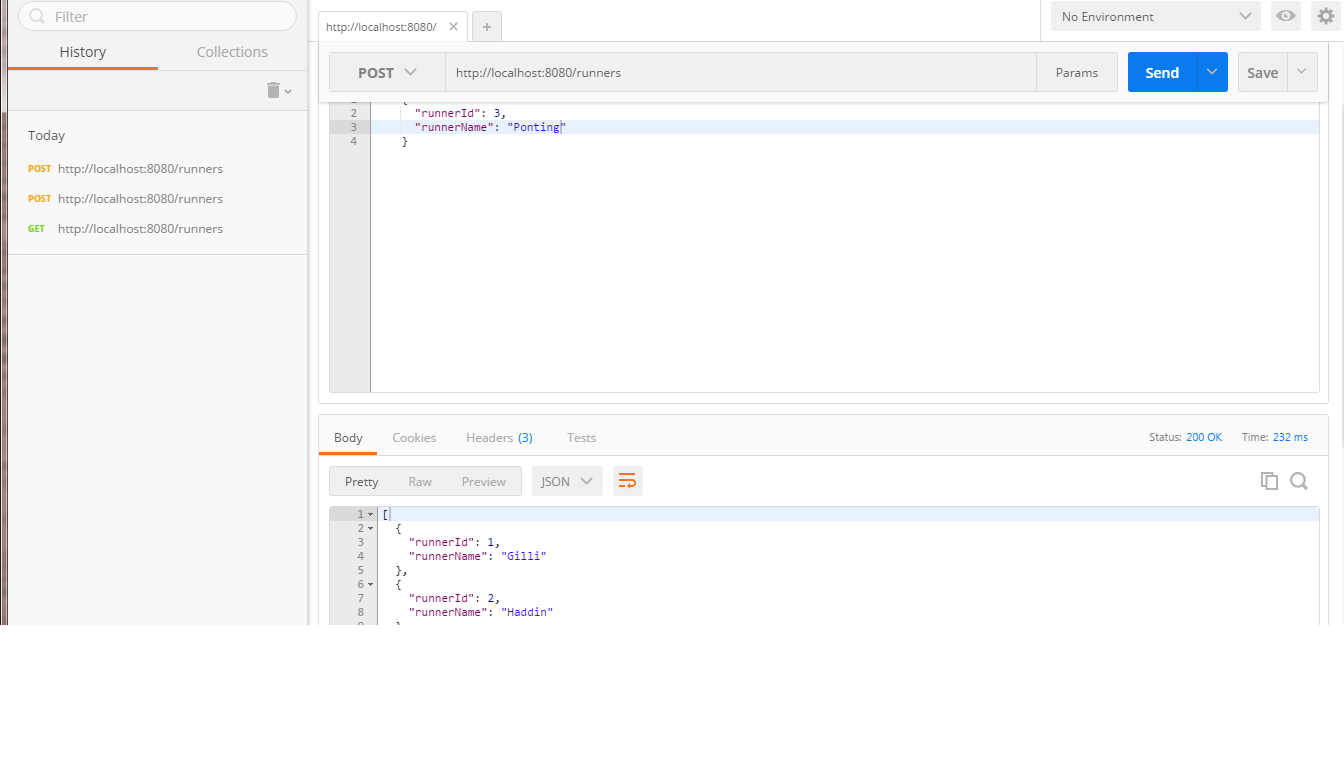 Filter
History Collections
Today
POST http://localhost:8080/runners
POST http://localhost:8080/runners
GET http://localhost:8080/runners
http://localhost:8080/ ✕ +
No Environment
POST http://localhost:8080/runners Params Send Save
2 "runnerId": 3,
3 "runnerName": "Ponting"
4 }
Body Cookies Headers (3) Tests Status: 200 OK Time: 232 ms
Pretty Raw Preview JSON
1 [
2 {
3 "runnerId": 1,
4 "runnerName": "Gilli"
5 },
6 {
7 "runnerId": 2,
8 "runnerName": "Haddin"